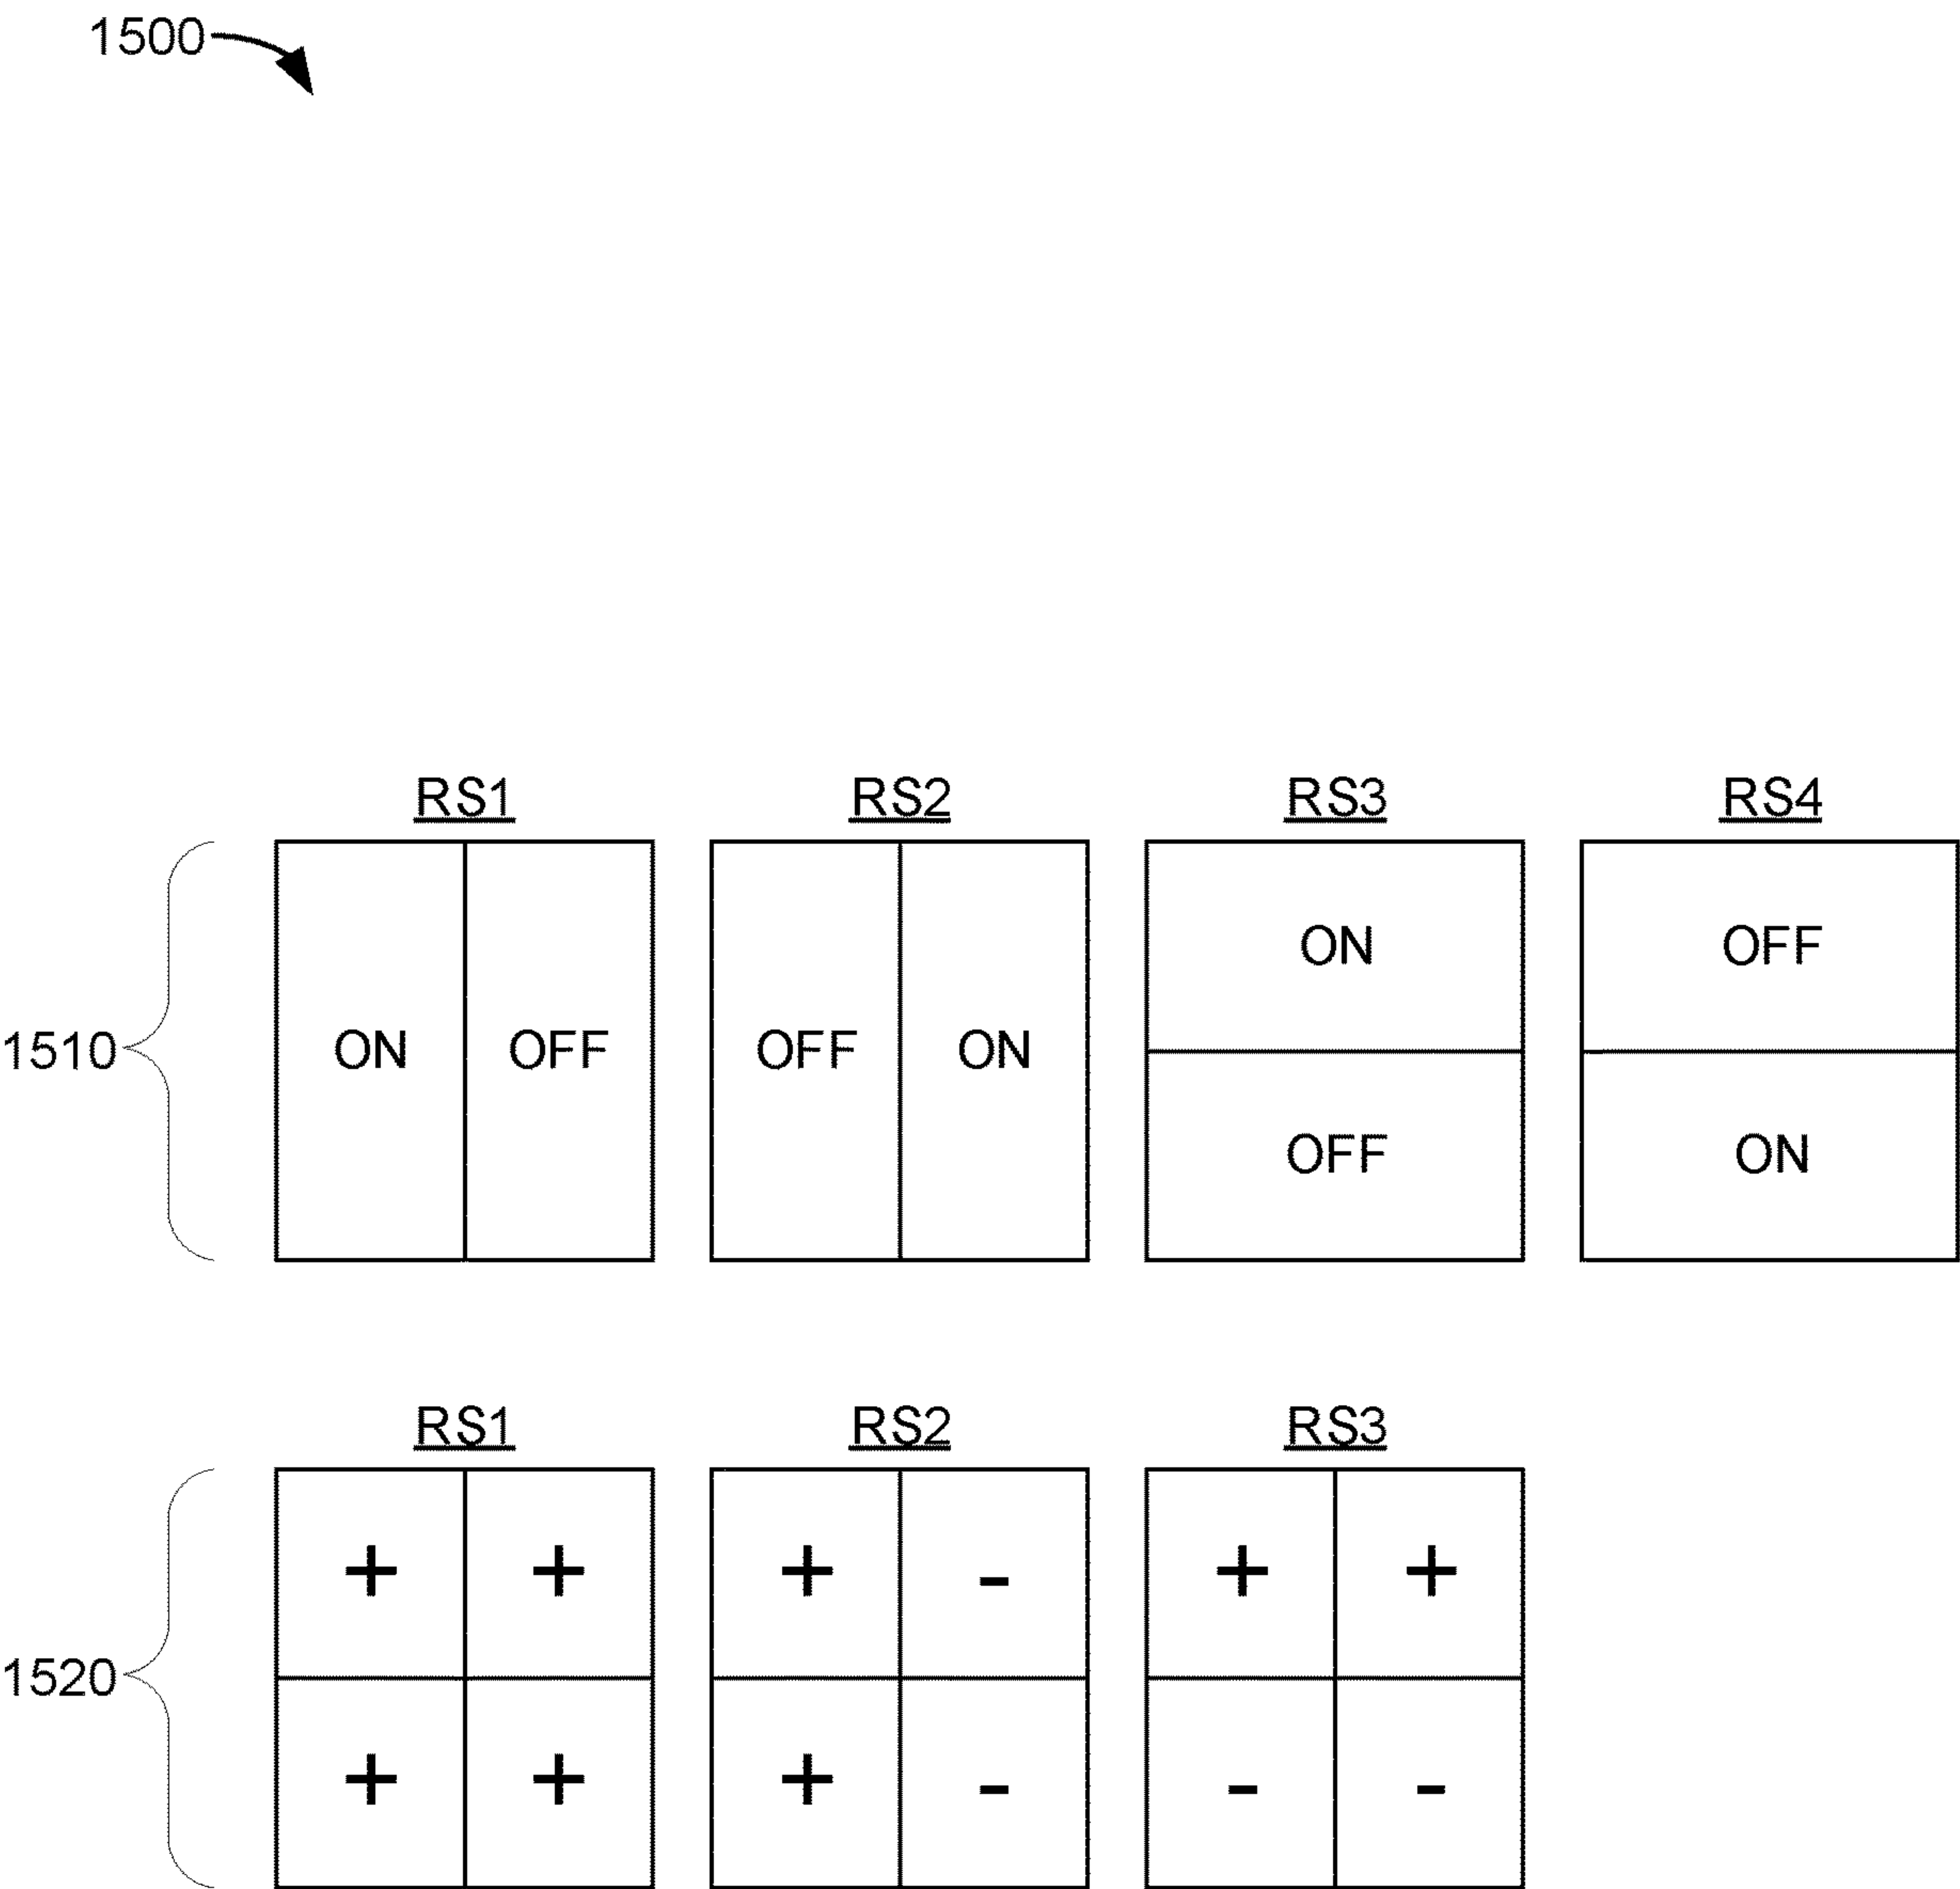 1500
RS1 RS2 RS3 RS4
ON OFF
1510 ON OFF OFF ON
OFF ON
RS1 RS2 RS3
+ + + - + +
1520
+ + + - - -